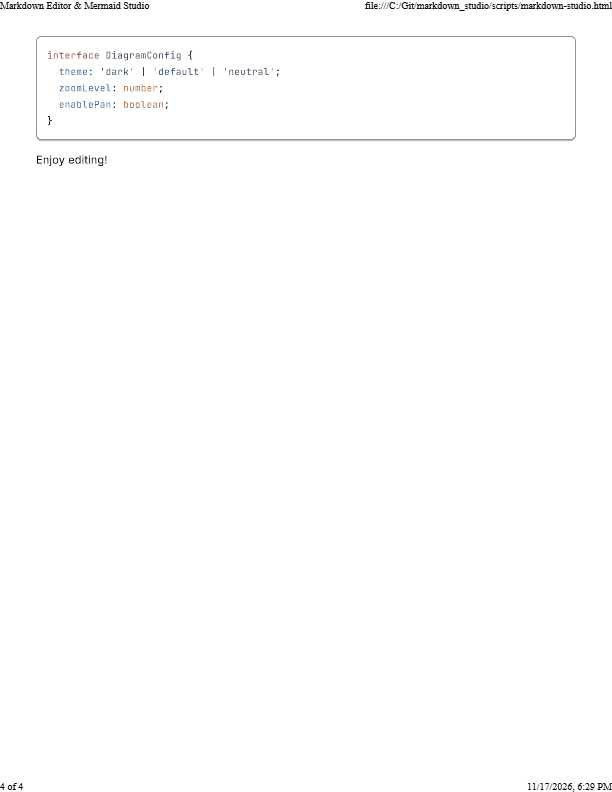 Markdown Editor & Mermaid Studio file:///C:/Git/markdown_studio/scripts/markdown-studio.html
interface DiagramConfig {
  theme: 'dark' | 'default' | 'neutral';
  zoomLevel: number;
  enablePan: boolean;
}
Enjoy editing!
4 of 4 11/17/2026, 6:29 PM